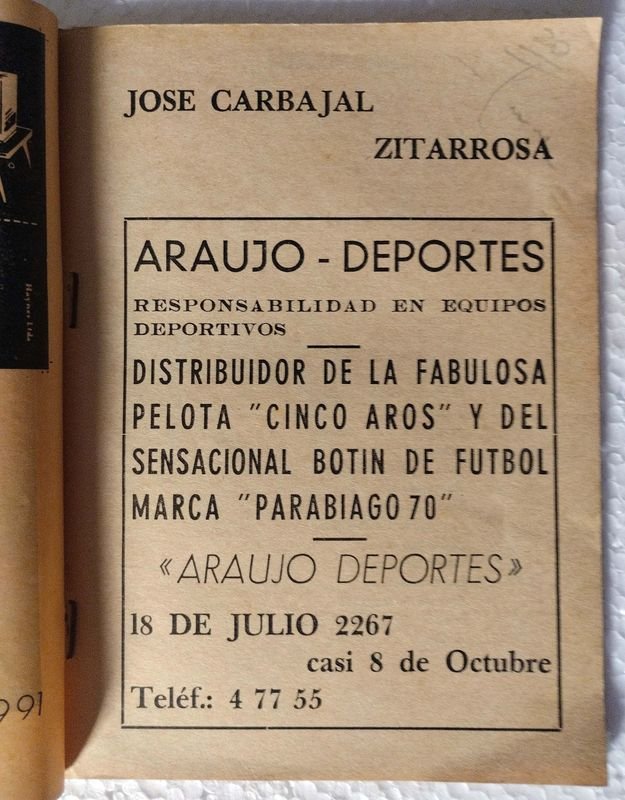 JOSE CARBAJAL
ZITARROSA
ARAUJO - DEPORTES
RESPONSABILIDAD EN EQUIPOS
DEPORTIVOS
DISTRIBUIDOR DE LA FABULOSA
PELOTA "CINCO AROS" Y DEL
SENSACIONAL BOTIN DE FUTBOL
MARCA "PARABIAGO 70"
«ARAUJO DEPORTES»
18 DE JULIO 2267
casi 8 de Octubre
Teléf.: 4 77 55
991